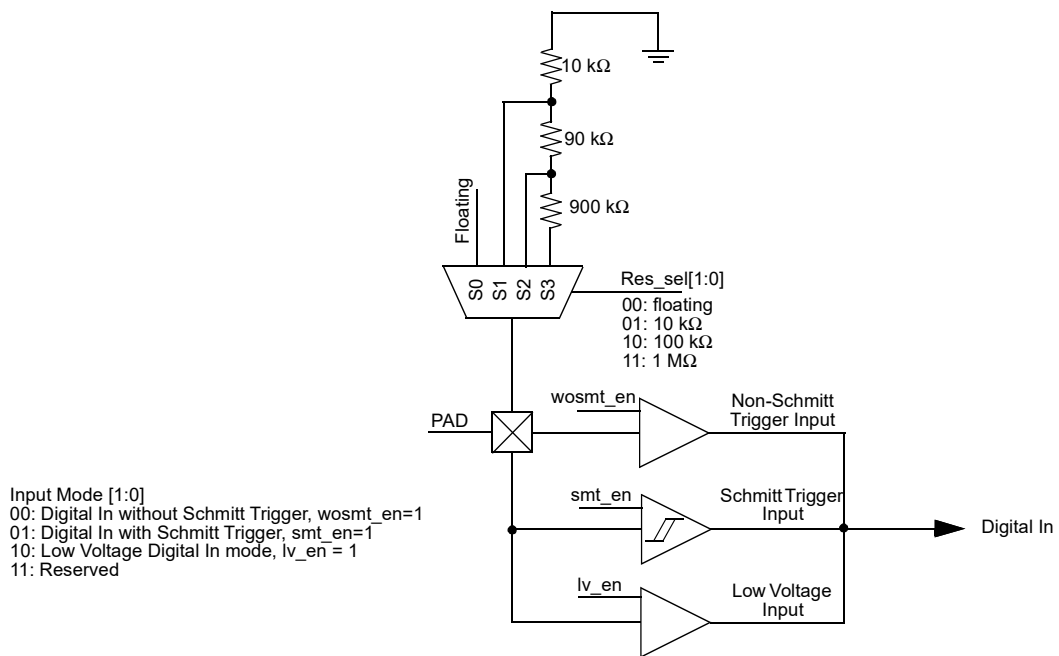 10 kΩ
90 kΩ
900 kΩ
Floating
S0
S1
S2
S3
Res_sel[1:0]
00: floating
01: 10 kΩ
10: 100 kΩ
11: 1 MΩ
PAD
wosmt_en
Non-Schmitt
Trigger Input
Input Mode [1:0]
00: Digital In without Schmitt Trigger, wosmt_en=1
01: Digital In with Schmitt Trigger, smt_en=1
10: Low Voltage Digital In mode, lv_en = 1
11: Reserved
smt_en
Schmitt Trigger
Input
Digital In
lv_en
Low Voltage
Input